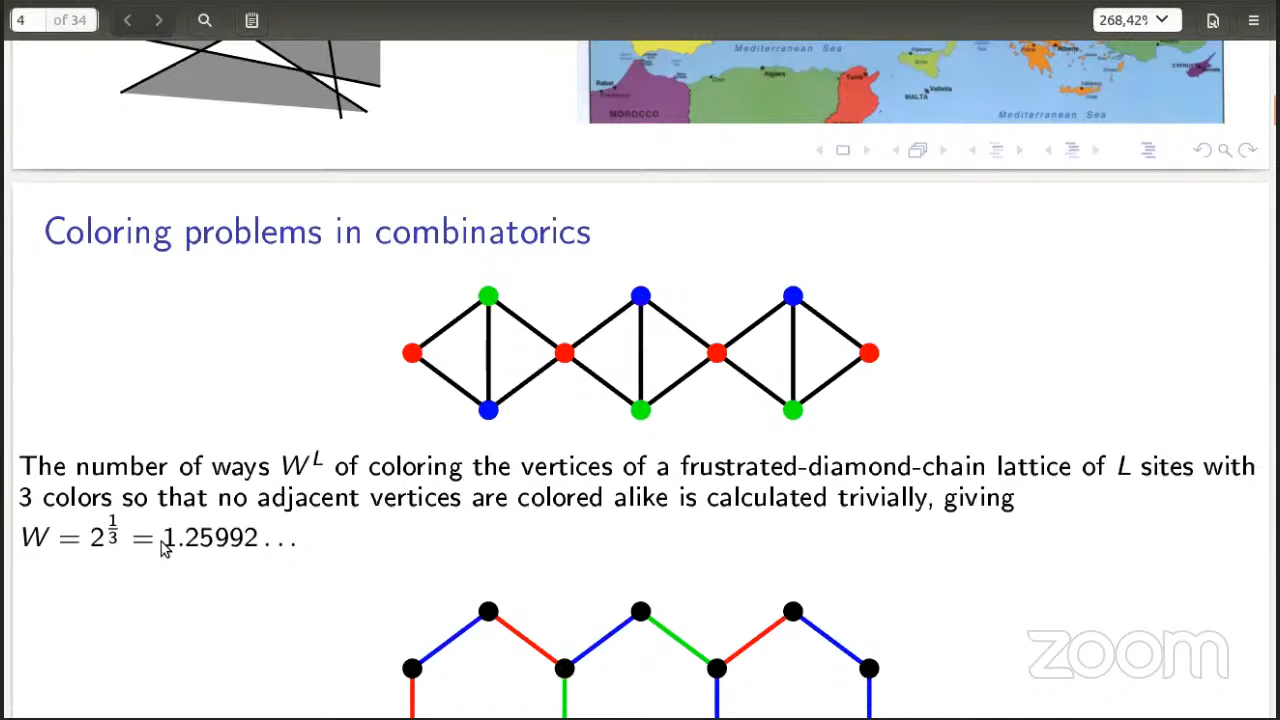 4 of 34
268,42%
Mediterranean Sea
Algiers
Tunis
Athens
Rabat
MALTA
Valletta
CYPRUS
MOROCCO
Mediterranean Sea
Coloring problems in combinatorics
The number of ways W^L of coloring the vertices of a frustrated-diamond-chain lattice of L sites with
3 colors so that no adjacent vertices are colored alike is calculated trivially, giving
W = 2^{1/3} = 1.25992...
zoom